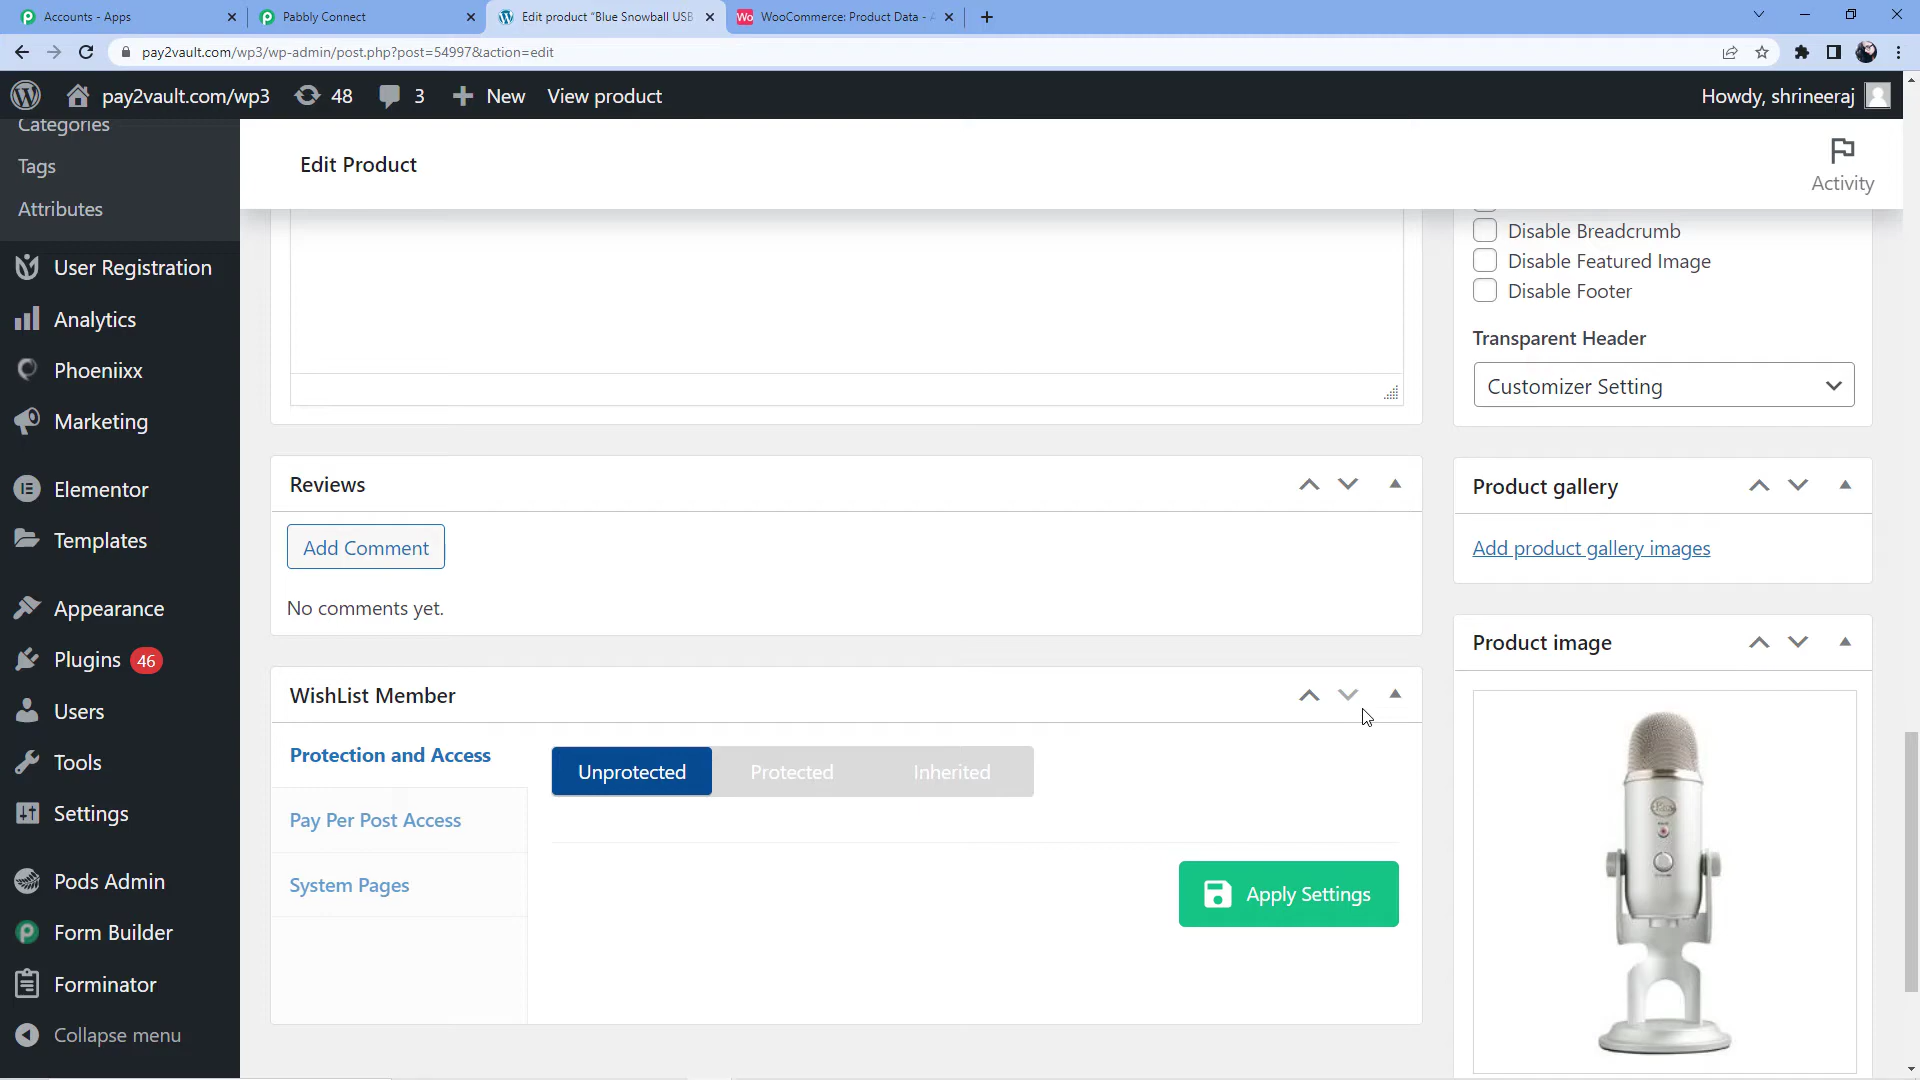 Accounts - Apps
Pabbly Connect
Edit product "Blue Snowball USB
Wo WooCommerce: Product Data - A
pay2vault.com/wp3/wp-admin/post.php?post=54997&action=edit
pay2vault.com/wp3
48
3
New
View product
Howdy, shrineeraj
Categories
Tags
Attributes
User Registration
Analytics
Phoeniixx
Marketing
Elementor
Templates
Appearance
Plugins 46
Users
Tools
Settings
Pods Admin
Form Builder
Forminator
Collapse menu
Edit Product
Activity
Disable Breadcrumb
Disable Featured Image
Disable Footer
Transparent Header
Customizer Setting
Reviews
Add Comment
No comments yet.
Product gallery
Add product gallery images
Product image
WishList Member
Protection and Access
Pay Per Post Access
System Pages
Unprotected
Protected
Inherited
Apply Settings